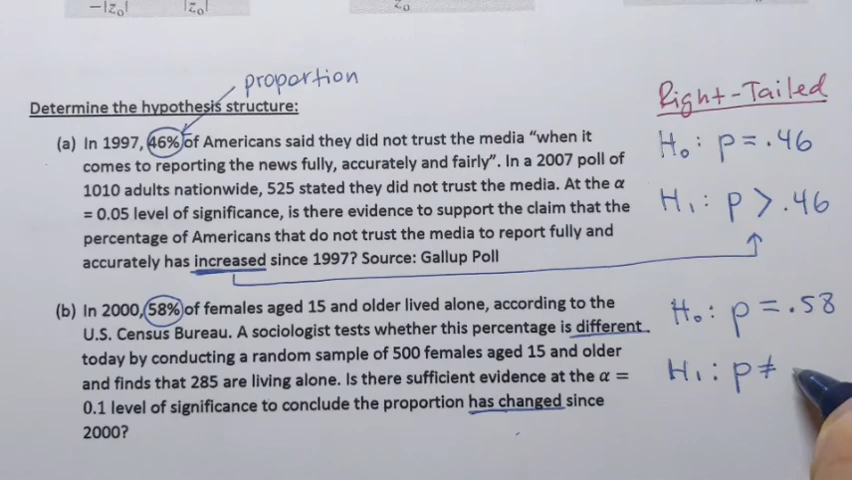 -|z₀|
|z₀|
z₀
proportion
Determine the hypothesis structure:
(a) In 1997, 46% of Americans said they did not trust the media “when it
comes to reporting the news fully, accurately and fairly”. In a 2007 poll of
1010 adults nationwide, 525 stated they did not trust the media. At the α
= 0.05 level of significance, is there evidence to support the claim that the
percentage of Americans that do not trust the media to report fully and
accurately has increased since 1997? Source: Gallup Poll
Right-Tailed
H₀: p = .46
H₁: p > .46
(b) In 2000, 58% of females aged 15 and older lived alone, according to the
U.S. Census Bureau. A sociologist tests whether this percentage is different
today by conducting a random sample of 500 females aged 15 and older
and finds that 285 are living alone. Is there sufficient evidence at the α =
0.1 level of significance to conclude the proportion has changed since
2000?
H₀: p = .58
H₁: p ≠